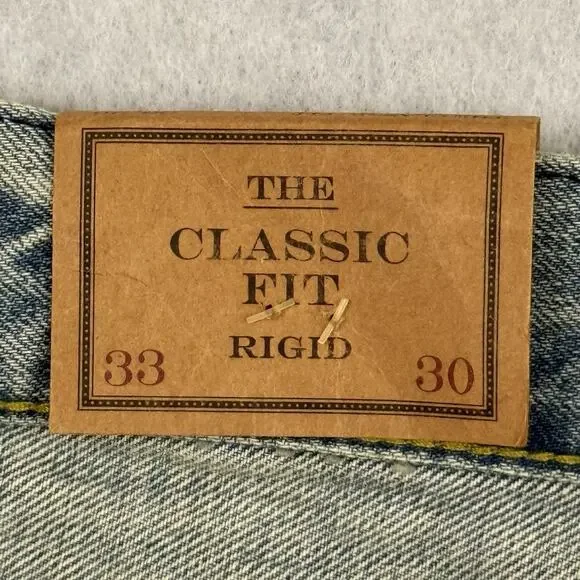 THE
CLASSIC
FIT
RIGID
33 30